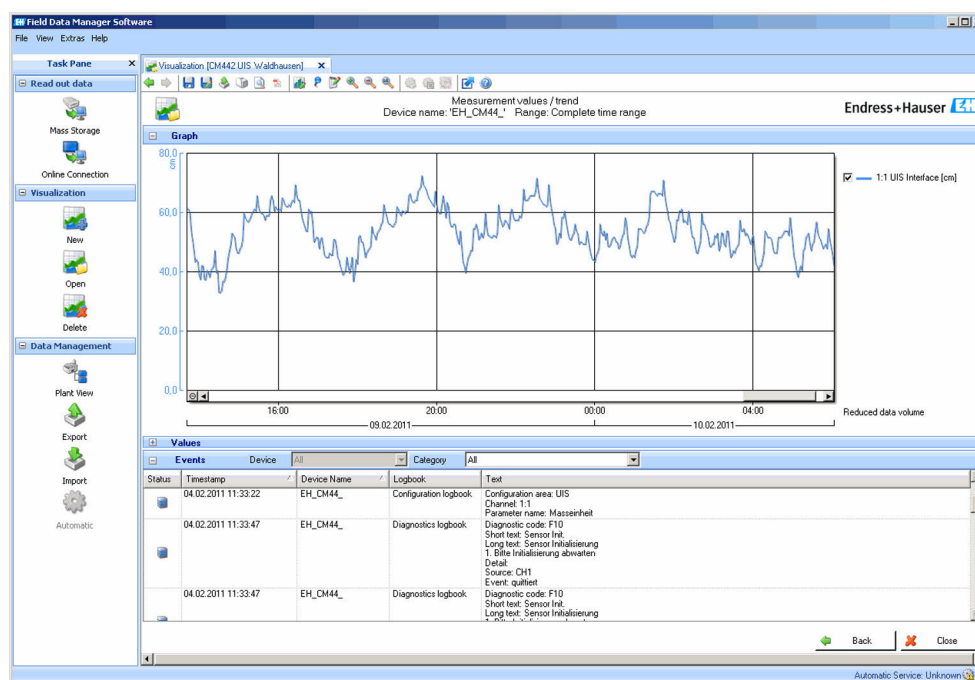 Field Data Manager Software
File View Extras Help
Task Pane
Visualization [CM442 UIS Waldhausen]
Read out data
Mass Storage
Online Connection
Visualization
New
Open
Delete
Data Management
Plant View
Export
Import
Automatic
Measurement values / trend
Device name: 'EH_CM44_' Range: Complete time range
Endress+Hauser EH
Graph
80,0
cm
60,0
40,0
20,0
0,0
1:1 UIS Interface [cm]
16:00 20:00 00:00 04:00
09.02.2011 10.02.2011
Reduced data volume
Values
Events Device All Category All
Status Timestamp Device Name Logbook Text
04.02.2011 11:33:22 EH_CM44_ Configuration logbook Configuration area: UIS
Channel: 1:1
Parameter name: Masseinheit
04.02.2011 11:33:47 EH_CM44_ Diagnostics logbook Diagnostic code: F10
Short text: Sensor Init.
Long text: Sensor Initialisierung
1. Bitte Initialisierung abwarten
Detail:
Source: CH1
Event: quittiert
04.02.2011 11:33:47 EH_CM44_ Diagnostics logbook Diagnostic code: F10
Short text: Sensor Init.
Long text: Sensor Initialisierung
Back Close
Automatic Service: Unknown